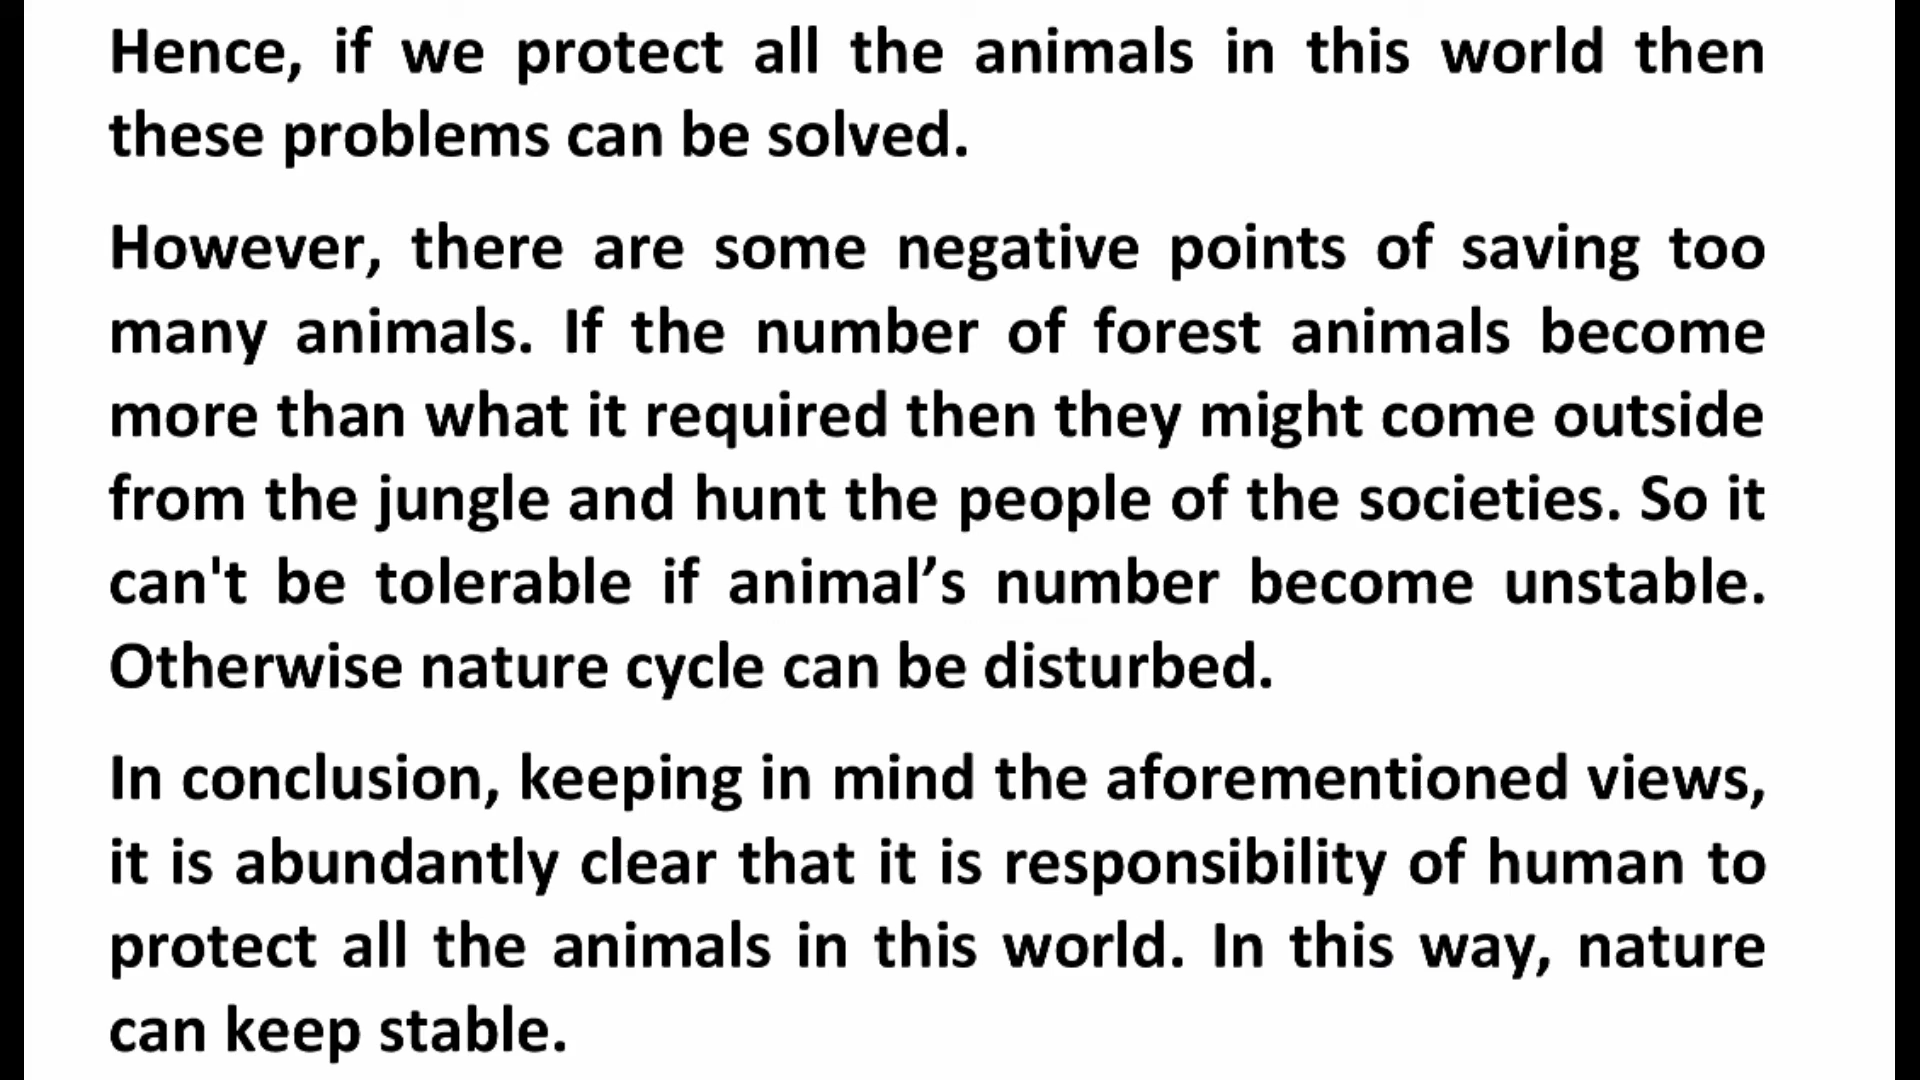 Hence, if we protect all the animals in this world then
these problems can be solved.
However, there are some negative points of saving too
many animals. If the number of forest animals become
more than what it required then they might come outside
from the jungle and hunt the people of the societies. So it
can't be tolerable if animal’s number become unstable.
Otherwise nature cycle can be disturbed.
In conclusion, keeping in mind the aforementioned views,
it is abundantly clear that it is responsibility of human to
protect all the animals in this world. In this way, nature
can keep stable.